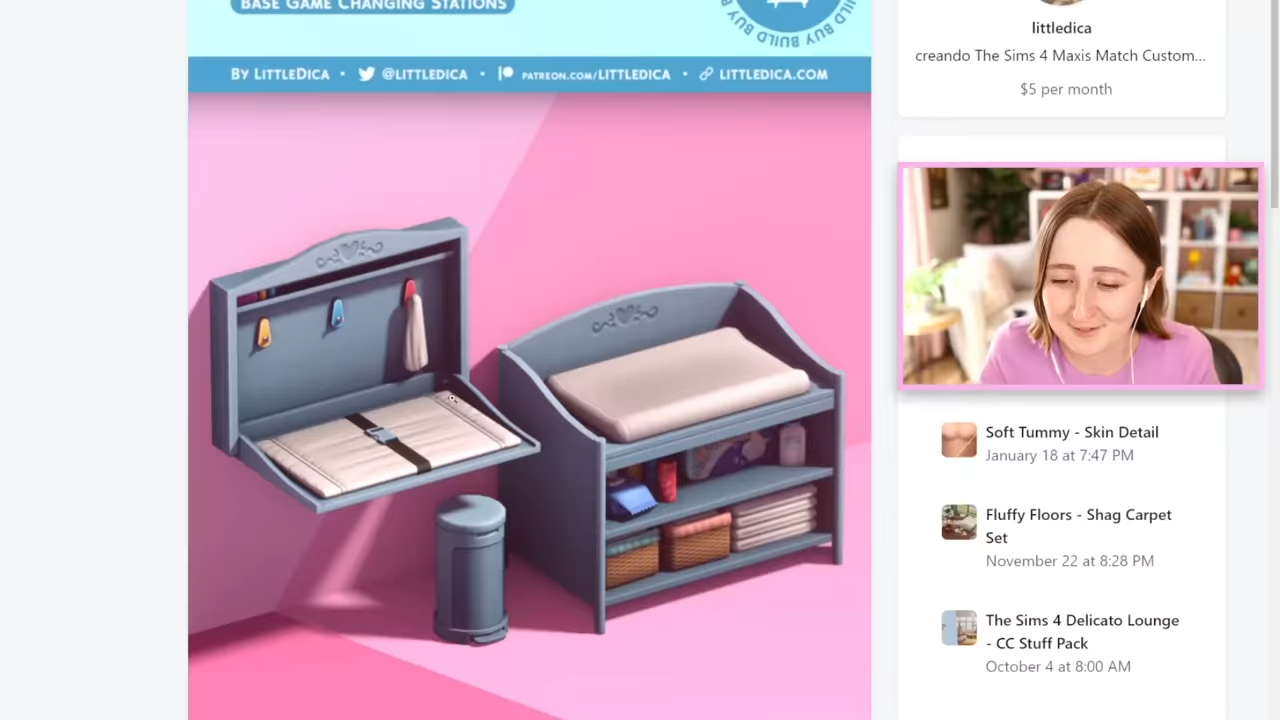 BASE GAME CHANGING STATIONS
BUILD BUY BUILD BUY
BY LITTLEDICA • @LITTLEDICA • PATREON.COM/LITTLEDICA • LITTLEDICA.COM
littledica
creando The Sims 4 Maxis Match Custom...
$5 per month
Soft Tummy - Skin Detail
January 18 at 7:47 PM
Fluffy Floors - Shag Carpet
Set
November 22 at 8:28 PM
The Sims 4 Delicato Lounge
- CC Stuff Pack
October 4 at 8:00 AM